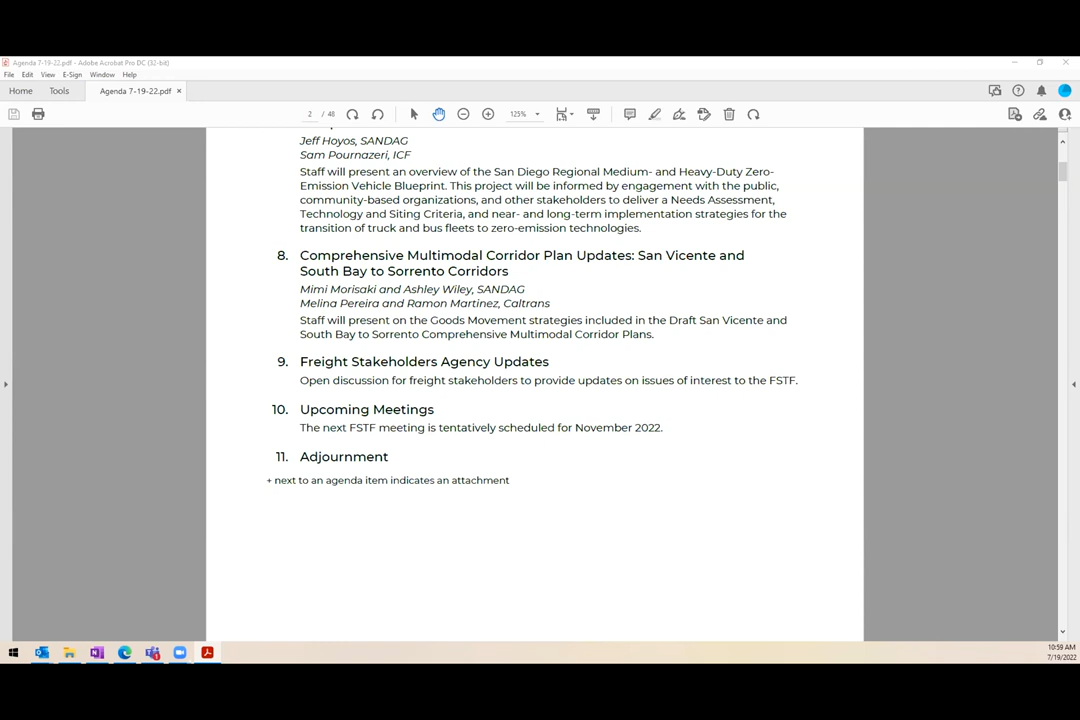 Agenda 7-19-22.pdf - Adobe Acrobat Pro DC (32-bit)
File Edit View E-Sign Window Help
Home Tools Agenda 7-19-22.pdf ×
2 / 48 125%
Jeff Hoyos, SANDAG
Sam Pournazeri, ICF
Staff will present an overview of the San Diego Regional Medium- and Heavy-Duty Zero-
Emission Vehicle Blueprint. This project will be informed by engagement with the public,
community-based organizations, and other stakeholders to deliver a Needs Assessment,
Technology and Siting Criteria, and near- and long-term implementation strategies for the
transition of truck and bus fleets to zero-emission technologies.
8. Comprehensive Multimodal Corridor Plan Updates: San Vicente and
South Bay to Sorrento Corridors
Mimi Morisaki and Ashley Wiley, SANDAG
Melina Pereira and Ramon Martinez, Caltrans
Staff will present on the Goods Movement strategies included in the Draft San Vicente and
South Bay to Sorrento Comprehensive Multimodal Corridor Plans.
9. Freight Stakeholders Agency Updates
Open discussion for freight stakeholders to provide updates on issues of interest to the FSTF.
10. Upcoming Meetings
The next FSTF meeting is tentatively scheduled for November 2022.
11. Adjournment
+ next to an agenda item indicates an attachment
10:59 AM
7/19/2022